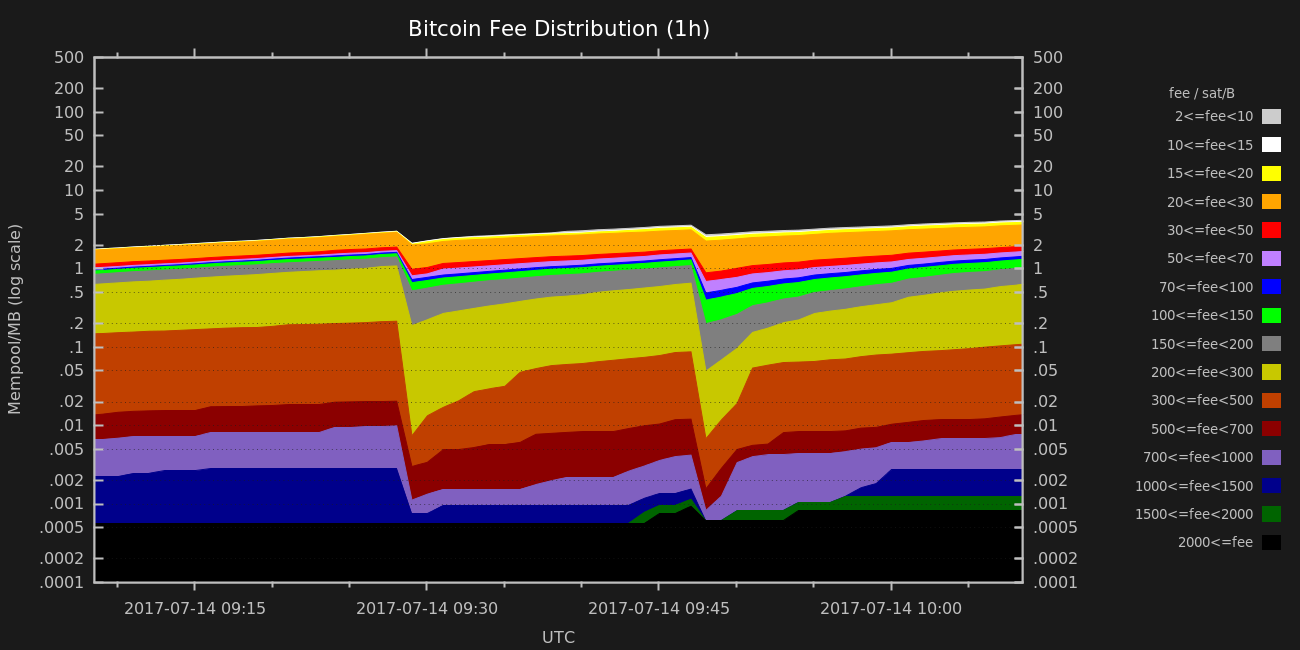 Bitcoin Fee Distribution (1h)
500
200
100
50
20
10
5
2
1
.5
.2
.1
.05
.02
.01
.005
.002
.001
.0005
.0002
.0001
Mempool/MB (log scale)
500
200
100
50
20
10
5
2
1
.5
.2
.1
.05
.02
.01
.005
.002
.001
.0005
.0002
.0001
2017-07-14 09:15
2017-07-14 09:30
2017-07-14 09:45
2017-07-14 10:00
UTC
fee / sat/B
2<=fee<10
10<=fee<15
15<=fee<20
20<=fee<30
30<=fee<50
50<=fee<70
70<=fee<100
100<=fee<150
150<=fee<200
200<=fee<300
300<=fee<500
500<=fee<700
700<=fee<1000
1000<=fee<1500
1500<=fee<2000
2000<=fee